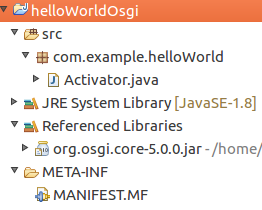 helloWorldOsgi
src
com.example.helloWorld
Activator.java
JRE System Library [JavaSE-1.8]
Referenced Libraries
org.osgi.core-5.0.0.jar - /home/
META-INF
MANIFEST.MF